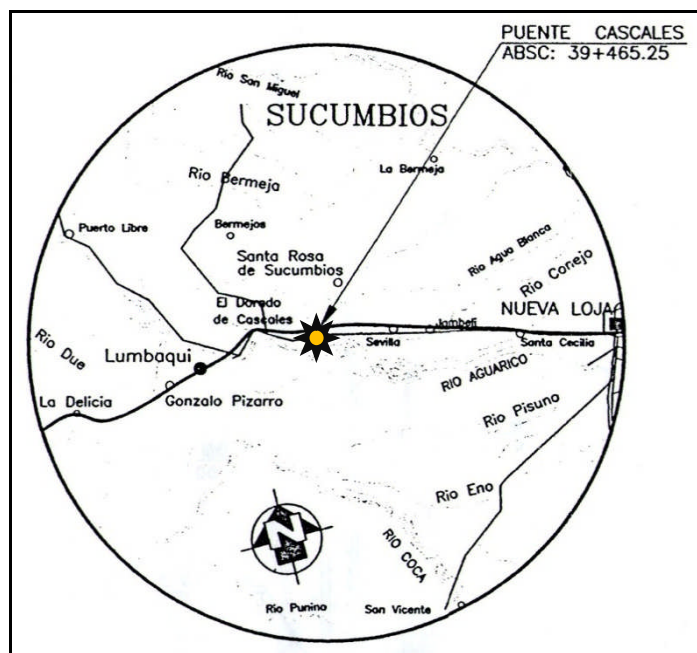 PUENTE CASCALES
ABSC: 39+465.25
Rio San Miguel
SUCUMBIOS
La Bermeja
Rio Bermeja
Puerto Libre
Bermejos
Santa Rosa
de Sucumbios
Rio Agua Blanca
Rio Conejo
El Dorado
de Cascales
NUEVA LOJA
Rio Due
Lumbaqui
Sevilla
Jambeli
Santa Cecilia
RIO AGUARICO
La Delicia
Gonzalo Pizarro
Rio Pisuno
Rio Eno
N
RIO COCA
Rio Punino
San Vicente